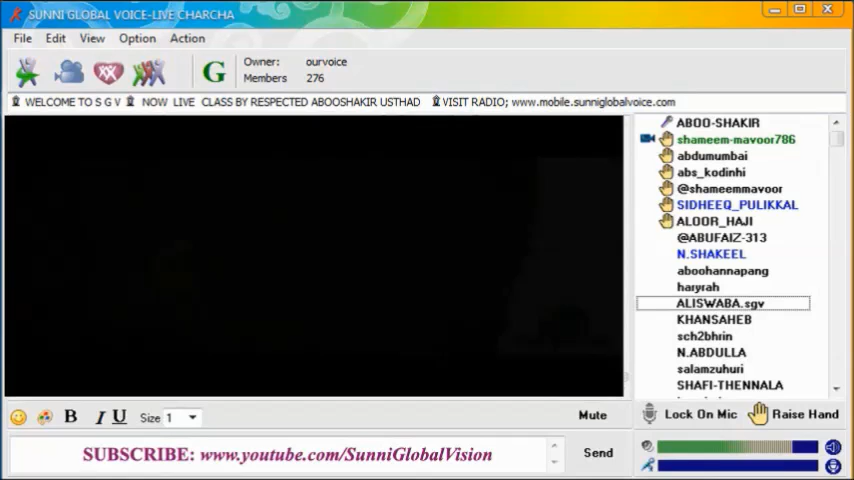 SUNNI GLOBAL VOICE-LIVE CHARCHA
File Edit View Option Action
G
Owner: ourvoice
Members 276
WELCOME TO S G V NOW LIVE CLASS BY RESPECTED ABOOSHAKIR USTHAD VISIT RADIO; www.mobile.sunniglobalvoice.com
ABOO-SHAKIR
shameem-mavoor786
abdumumbai
abs_kodinhi
@shameemmavoor
SIDHEEQ_PULIKKAL
ALOOR_HAJI
@ABUFAIZ-313
N.SHAKEEL
aboohannapang
haryrah
ALISWABA.sgv
KHANSAHEB
sch2bhrin
N.ABDULLA
salamzuhuri
SHAFI-THENNALA
B I U Size 1 Mute
Lock On Mic Raise Hand
SUBSCRIBE: www.youtube.com/SunniGlobalVision Send